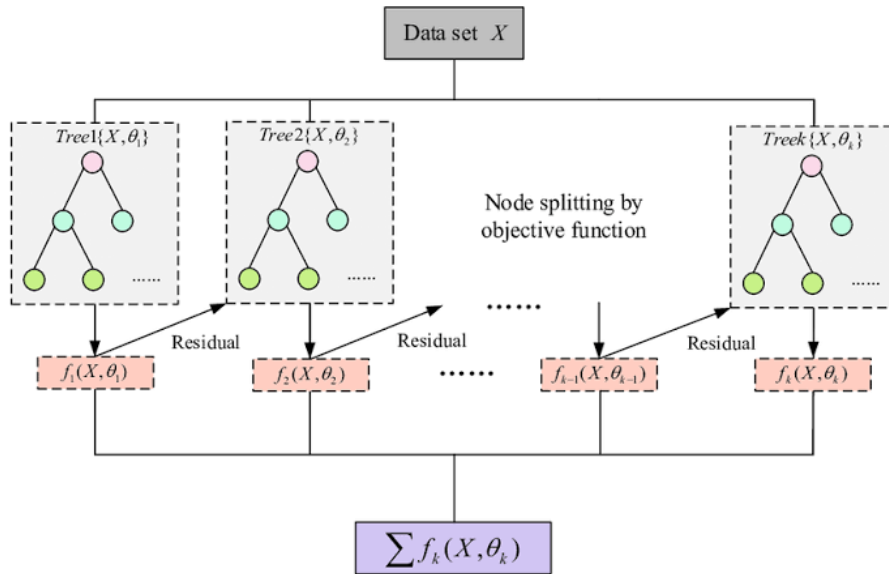 Data set X
Tree1{X,θ₁}
Tree2{X,θ₂}
Treek{X,θₖ}
Node splitting by
objective function
......
......
......
......
Residual
Residual
Residual
f₁(X,θ₁)
f₂(X,θ₂)
......
fₖ₋₁(X,θₖ₋₁)
fₖ(X,θₖ)
∑ fₖ(X,θₖ)